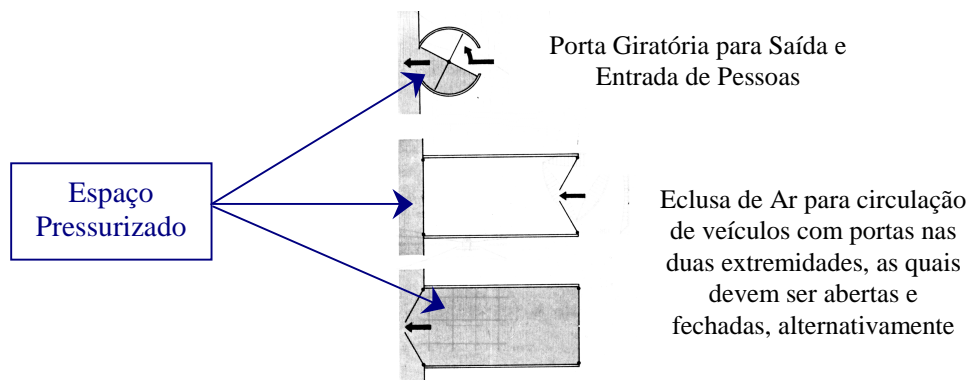 Porta Giratória para Saída e
Entrada de Pessoas
Espaço
Pressurizado
Eclusa de Ar para circulação
de veículos com portas nas
duas extremidades, as quais
devem ser abertas e
fechadas, alternativamente